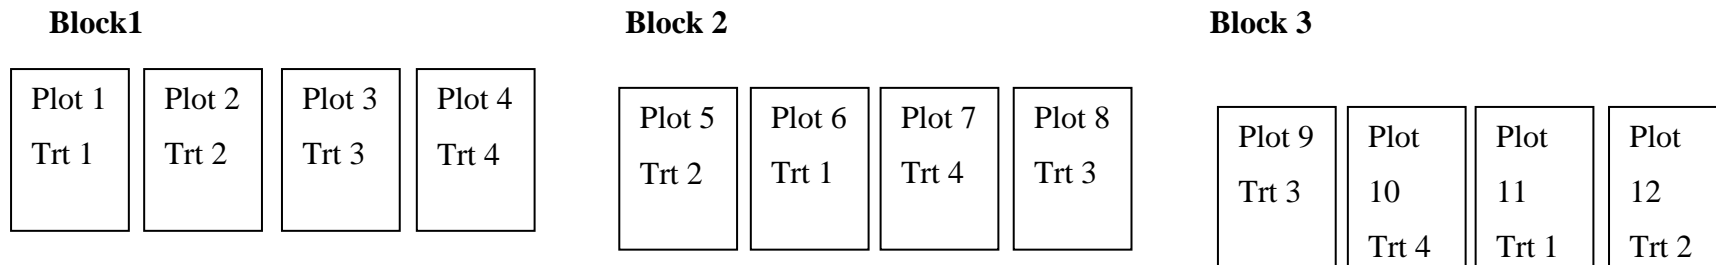 Block1
Block 2
Block 3
Plot 1
Trt 1
Plot 2
Trt 2
Plot 3
Trt 3
Plot 4
Trt 4
Plot 5
Trt 2
Plot 6
Trt 1
Plot 7
Trt 4
Plot 8
Trt 3
Plot 9
Trt 3
Plot
10
Trt 4
Plot
11
Trt 1
Plot
12
Trt 2